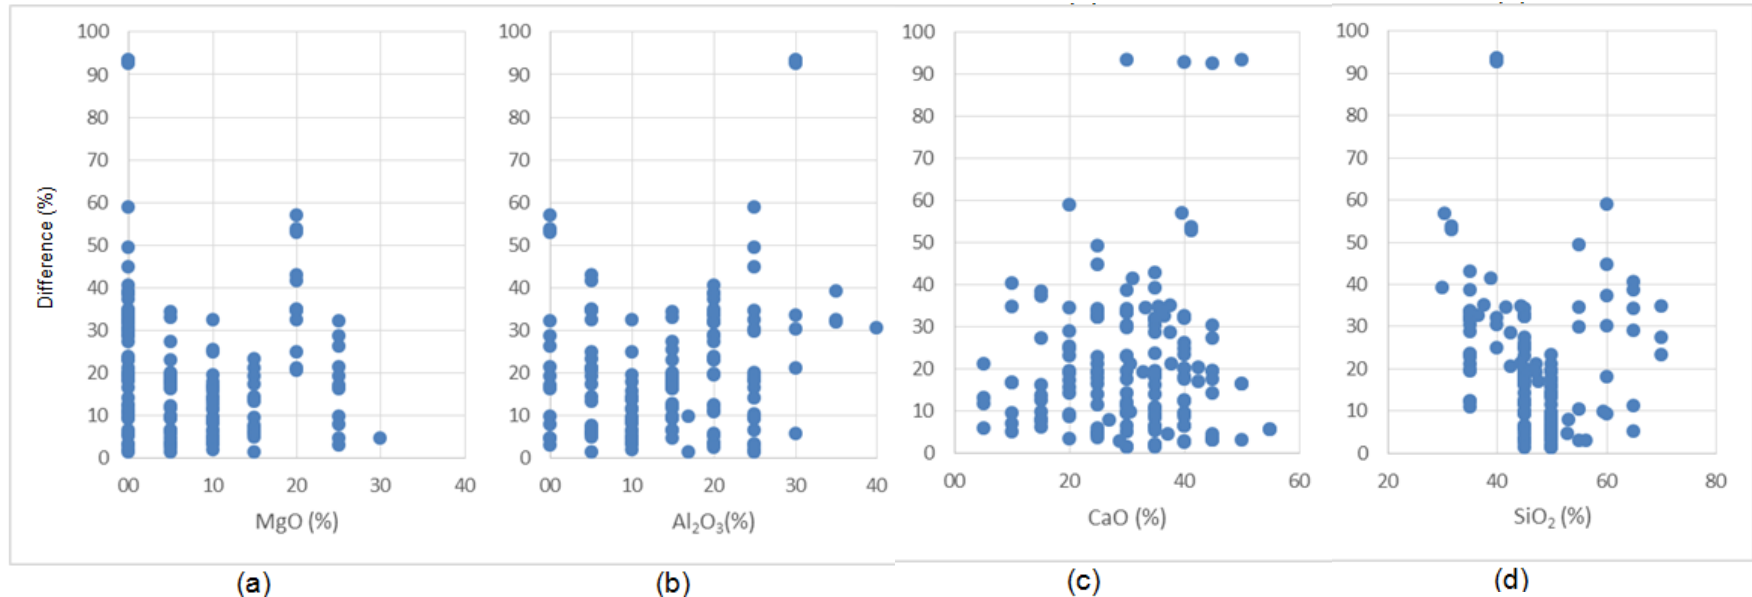 100 90 80 70 60 50 40 30 20 10 0
00 10 20 30 40
Difference (%)
MgO (%)
(a)
100 90 80 70 60 50 40 30 20 10 0
00 10 20 30 40
Al₂O₃(%)
(b)
100 90 80 70 60 50 40 30 20 10 0
00 20 40 60
CaO (%)
(c)
100 90 80 70 60 50 40 30 20 10 0
20 40 60 80
SiO₂ (%)
(d)